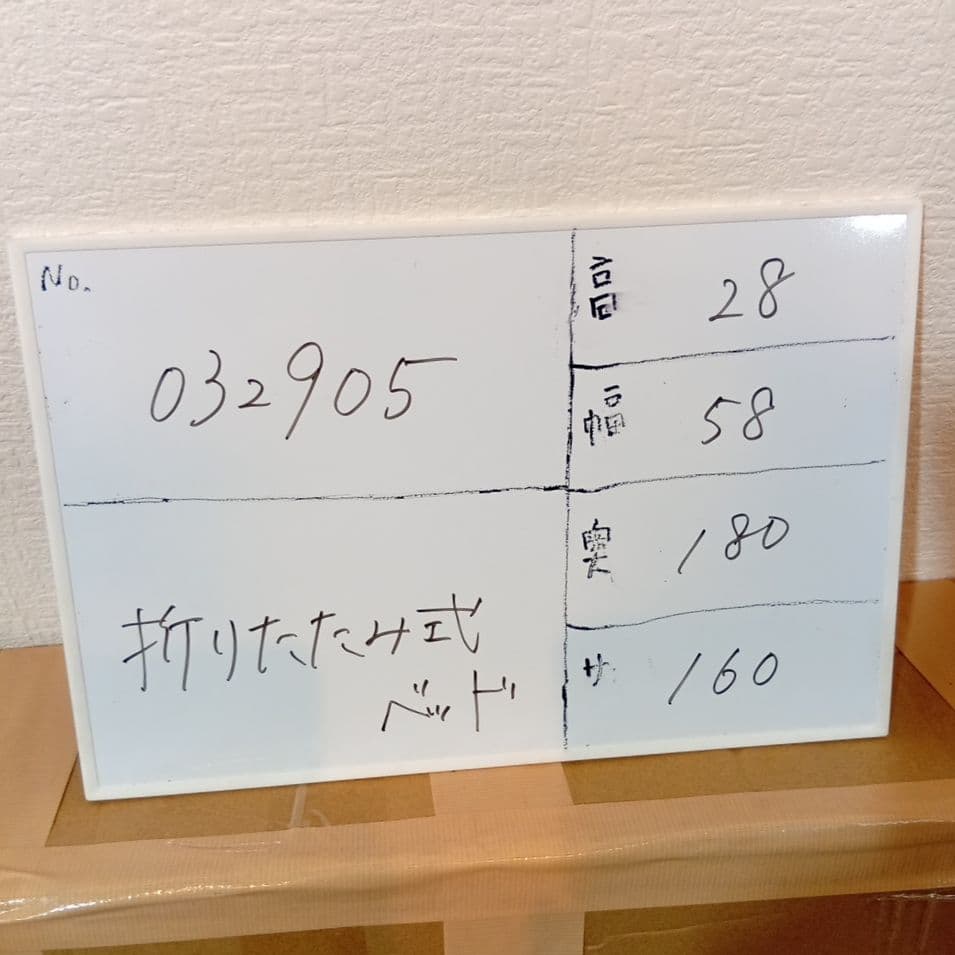 No.
032905
折りたたみ式
ベッド
高 28
幅 58
奥 180
サ 160